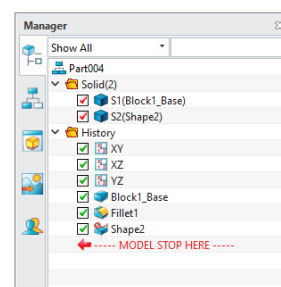 Manager
Show All
Part004
Solid(2)
S1(Block1_Base)
S2(Shape2)
History
XY
XZ
YZ
Block1_Base
Fillet1
Shape2
----- MODEL STOP HERE -----